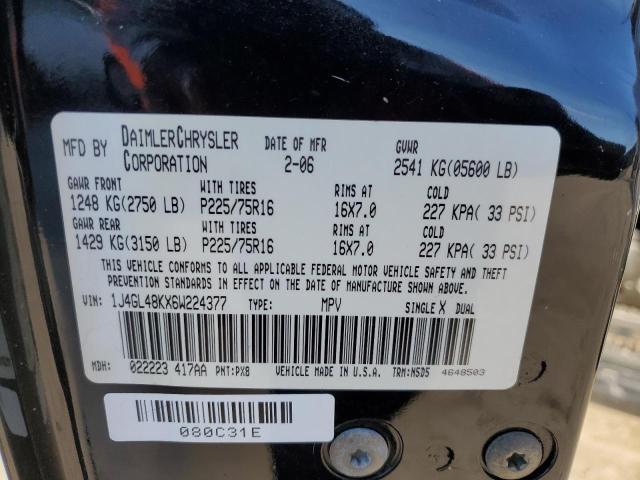 MFD BY DAIMLERCHRYSLER CORPORATION DATE OF MFR 2-06 GVWR 2541 KG(05600 LB)
GAWR FRONT WITH TIRES RIMS AT COLD
1248 KG(2750 LB) P225/75R16 16X7.0 227 KPA( 33 PSI)
GAWR REAR WITH TIRES RIMS AT COLD
1429 KG(3150 LB) P225/75R16 16X7.0 227 KPA( 33 PSI)
THIS VEHICLE CONFORMS TO ALL APPLICABLE FEDERAL MOTOR VEHICLE SAFETY AND THEFT
PREVENTION STANDARDS IN EFFECT ON THE DATE OF MANUFACTURE SHOWN ABOVE.
VIN: 1J4GL48KX6W224377 TYPE: MPV SINGLE X DUAL
MDH: 022223 417AA PNT:PX8 VEHICLE MADE IN U.S.A. TRM:N5D5 4648503
080C31E